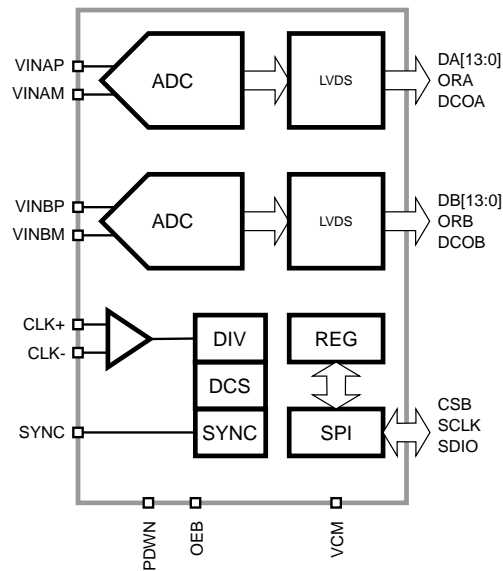 VINAP
VINAM
ADC
LVDS
DA[13:0]
ORA
DCOA
VINBP
VINBM
ADC
LVDS
DB[13:0]
ORB
DCOB
CLK+
CLK-
DIV
REG
DCS
SYNC
SYNC
SPI
CSB
SCLK
SDIO
PDWN
OEB
VCM